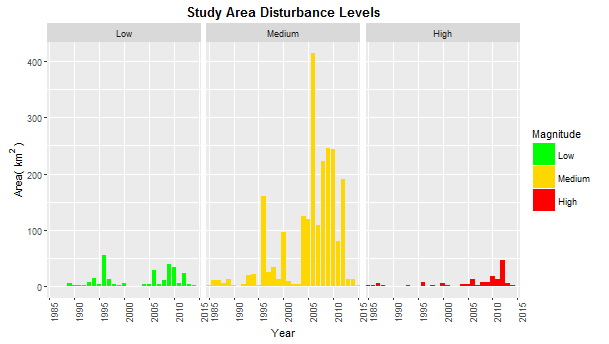 Study Area Disturbance Levels
Low
Medium
High
400
300
200
100
0
Area( km² )
1985
1990
1995
2000
2005
2010
2015
1985
1990
1995
2000
2005
2010
2015
1985
1990
1995
2000
2005
2010
2015
Year
Magnitude
Low
Medium
High